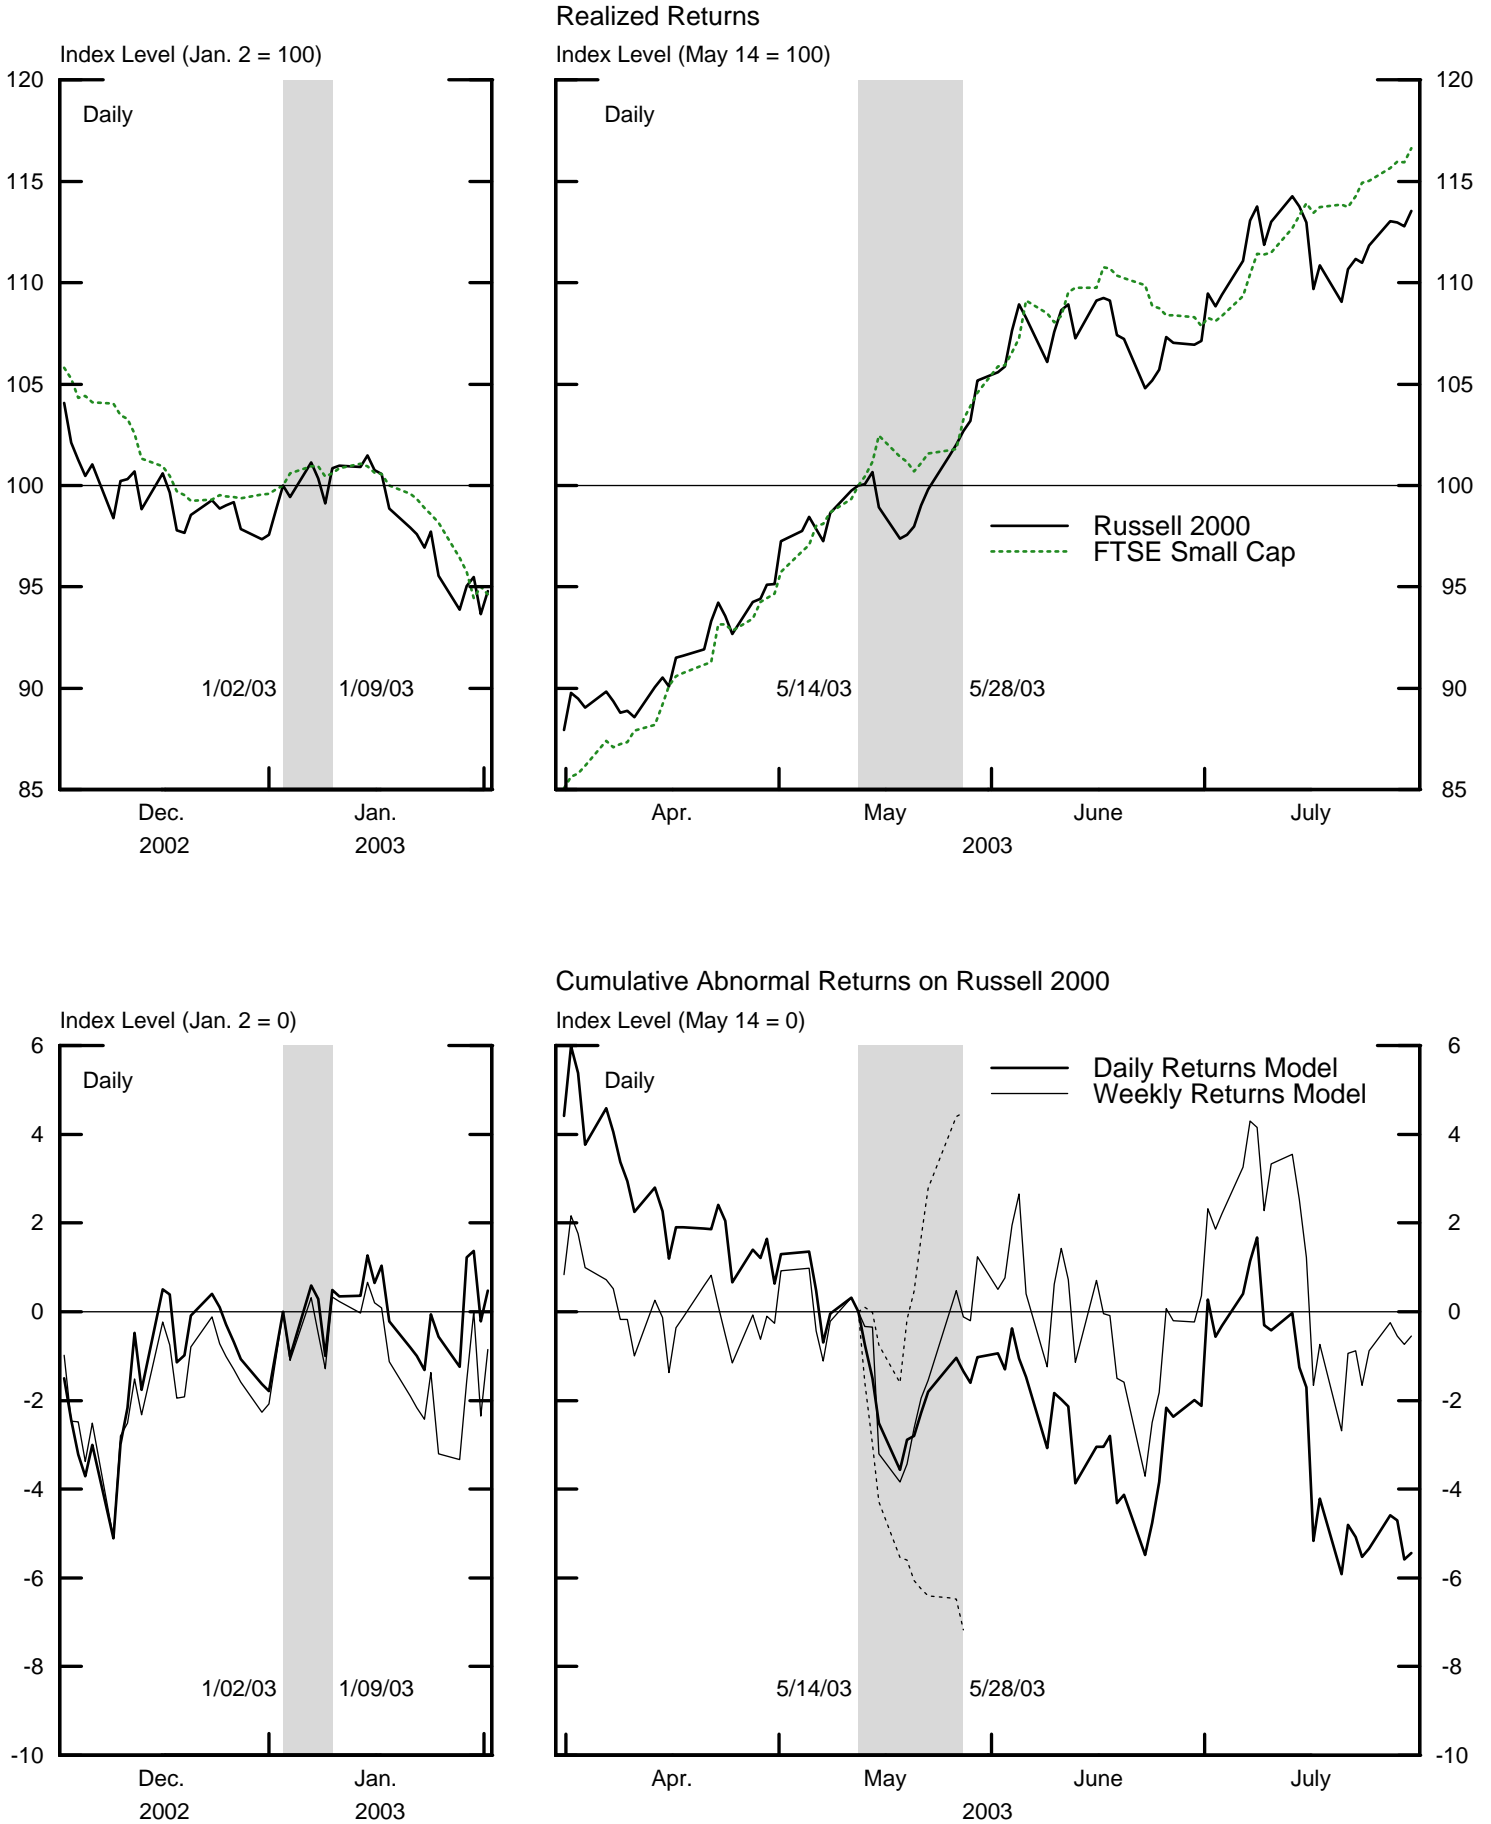 Realized Returns
Index Level (Jan. 2 = 100)
Index Level (May 14 = 100)
120
120
Daily
Daily
115
115
110
110
105
105
100
100
Russell 2000
FTSE Small Cap
95
95
90
1/02/03
1/09/03
5/14/03
5/28/03
90
85
85
Dec.
Jan.
Apr.
May
June
July
2002
2003
2003
Cumulative Abnormal Returns on Russell 2000
Index Level (Jan. 2 = 0)
Index Level (May 14 = 0)
6
6
Daily
Daily
Daily Returns Model
Weekly Returns Model
4
4
2
2
0
0
-2
-2
-4
-4
-6
-6
-8
-8
1/02/03
1/09/03
5/14/03
5/28/03
-10
-10
Dec.
Jan.
Apr.
May
June
July
2002
2003
2003